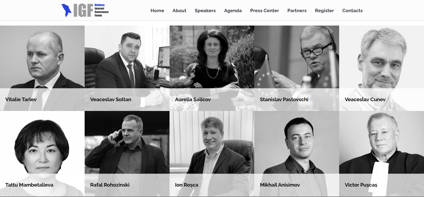 IGF
Home
About
Speakers
Agenda
Press Center
Partners
Register
Contacts
Vitalie Tarlev
Veaceslav Soltan
Aurelia Salicov
Stanislav Pavlovschi
Veaceslav Cunev
Tattu Mambetalieva
Rafal Rohozinski
Ion Roșca
Mikhail Anisimov
Victor Pușcaș